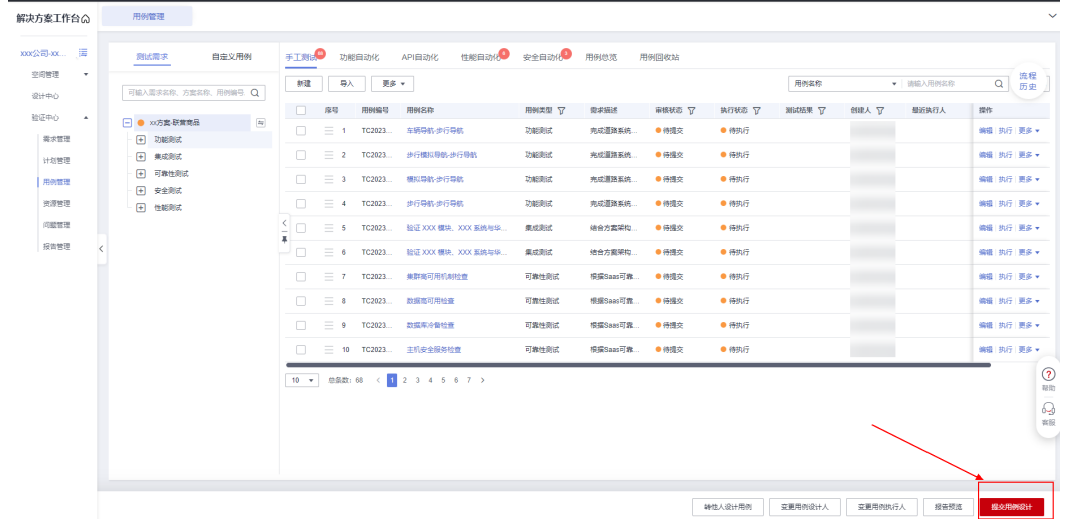 解决方案工作台
用例管理
xxx公司-xx...
空间管理
设计中心
验证中心
需求管理
计划管理
用例管理
资源管理
问题管理
报告管理
测试需求 自定义用例
可输入需求名称、方案名称、用例编号
xx方案-联营商品
功能测试
集成测试
可靠性测试
安全测试
性能测试
手工测试 功能自动化 API自动化 性能自动化 安全自动化 用例总览 用例回收站
新建 导入 更多 用例名称 请输入用例名称
流程
历史
序号 用例编号 用例名称 用例类型 需求描述 审核状态 执行状态 测试结果 创建人 最近执行人 操作
1 TC2023... 车辆导航-步行导航 功能测试 完成道路系统... 待提交 待执行 编辑 执行 更多
2 TC2023... 步行模拟导航-步行导航 功能测试 完成道路系统... 待提交 待执行 编辑 执行 更多
3 TC2023... 模拟导航-步行导航 功能测试 完成道路系统... 待提交 待执行 编辑 执行 更多
4 TC2023... 步行导航-步行导航 功能测试 完成道路系统... 待提交 待执行 编辑 执行 更多
5 TC2023... 验证 XXX 模块、XXX 系统与华... 集成测试 结合方案架构... 待提交 待执行 编辑 执行 更多
6 TC2023... 验证 XXX 模块、XXX 系统与华... 集成测试 结合方案架构... 待提交 待执行 编辑 执行 更多
7 TC2023... 集群高可用机制检查 可靠性测试 根据Saas可靠... 待提交 待执行 编辑 执行 更多
8 TC2023... 数据高可用检查 可靠性测试 根据Saas可靠... 待提交 待执行 编辑 执行 更多
9 TC2023... 数据库冷备检查 可靠性测试 根据Saas可靠... 待提交 待执行 编辑 执行 更多
10 TC2023... 主机安全服务检查 可靠性测试 根据Saas可靠... 待提交 待执行 编辑 执行 更多
10 总条数: 68 < 1 2 3 4 5 6 7 >
帮助
客服
转他人设计用例 变更用例设计人 变更用例执行人 报告预览 提交用例设计